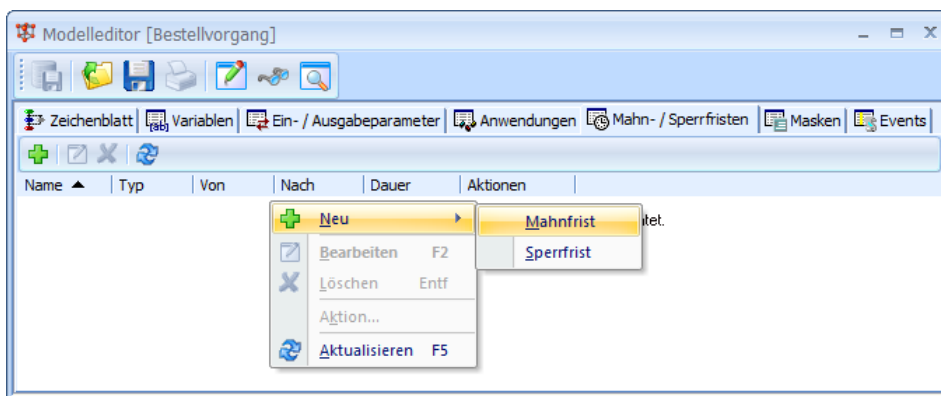 Modelleditor [Bestellvorgang]
Zeichenblatt Variablen Ein- / Ausgabeparameter Anwendungen Mahn- / Sperrfristen Masken Events
Name Typ Von Nach Dauer Aktionen
Neu
Mahnfrist
Bearbeiten F2
Sperrfrist
Löschen Entf
Aktion...
Aktualisieren F5